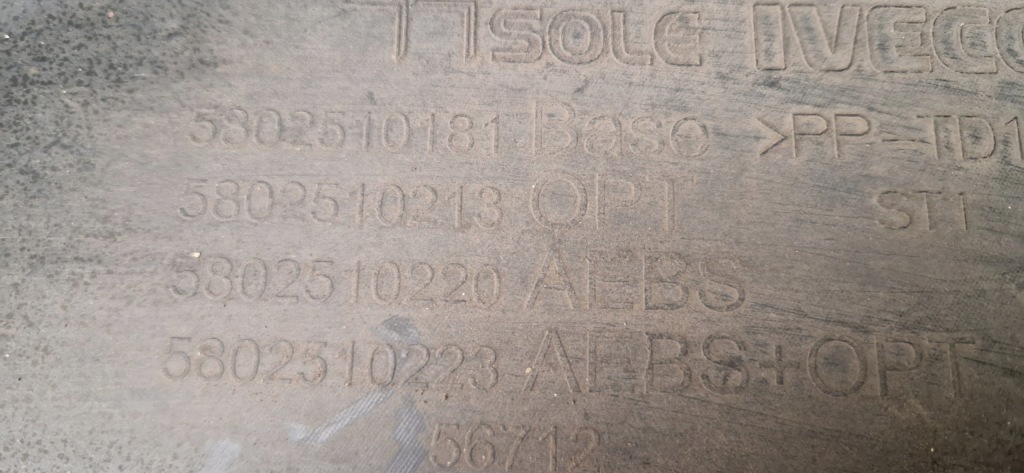 SOLE IVECO
5802510181 Base >PP-TD1
5802510213 OPT ST1
5802510220 AEBS
5802510223 AEBS+OPT
56712